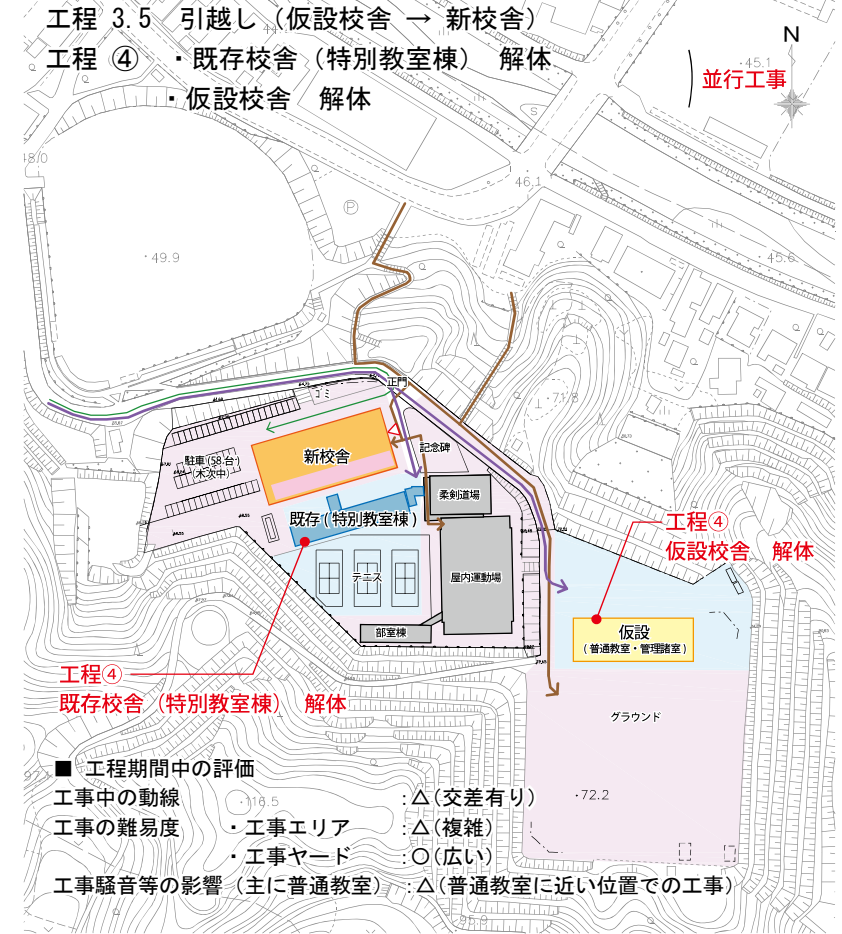 工程 3.5　引越し（仮設校舎 → 新校舎）
工程 ④　・既存校舎（特別教室棟）　解体
・仮設校舎　解体
並行工事
N
・45.1
S
48.0
46.1
P
・49.9
45.6
・71.8
正門
ゴミ
記念碑
駐車(58台)
(木次中)
新校舎
柔剣道場
既存(特別教室棟)
テニス
屋内運動場
部室棟
工程④
仮設校舎　解体
仮設
(普通教室・管理諸室)
工程④
既存校舎（特別教室棟）　解体
グラウンド
・72.2
■ 工程期間中の評価
工事中の動線　：△(交差有り)
・116.5
工事の難易度　・工事エリア　：△(複雑)
・工事ヤード　：○(広い)
工事騒音等の影響（主に普通教室）：△(普通教室に近い位置での工事)
95.9